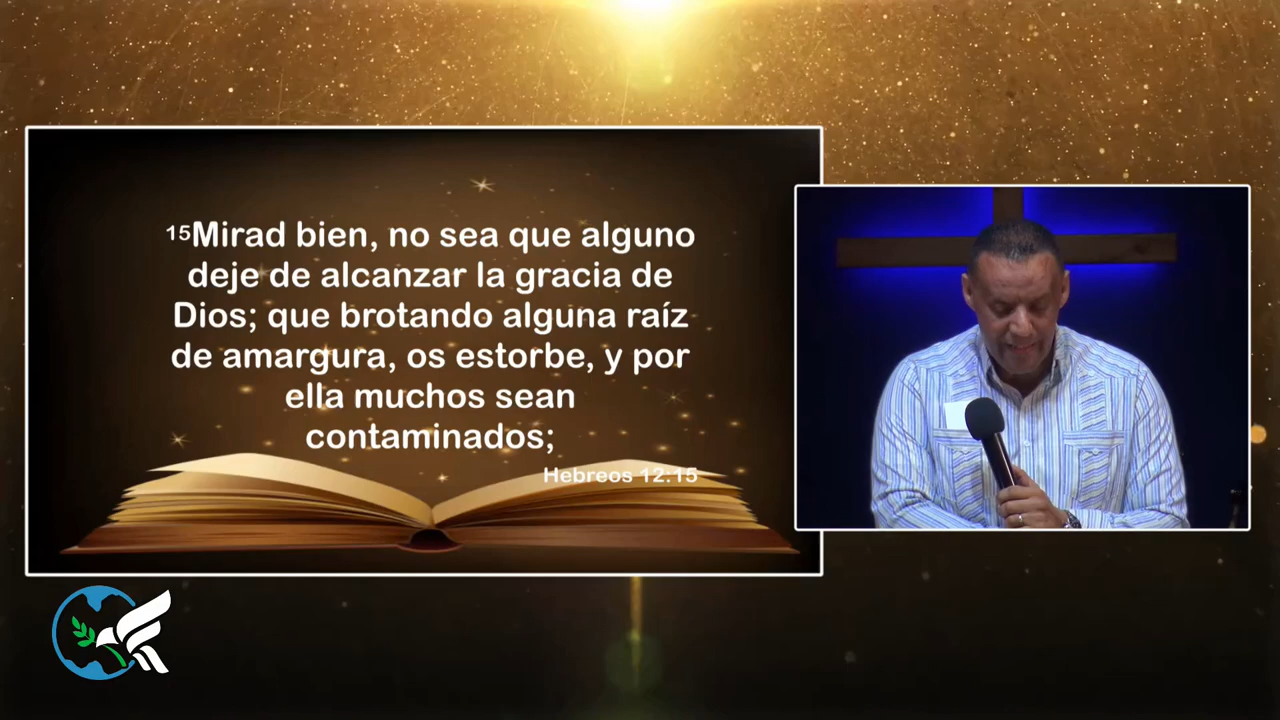 15Mirad bien, no sea que alguno
deje de alcanzar la gracia de
Dios; que brotando alguna raíz
de amargura, os estorbe, y por
ella muchos sean
contaminados;
Hebreos 12:15